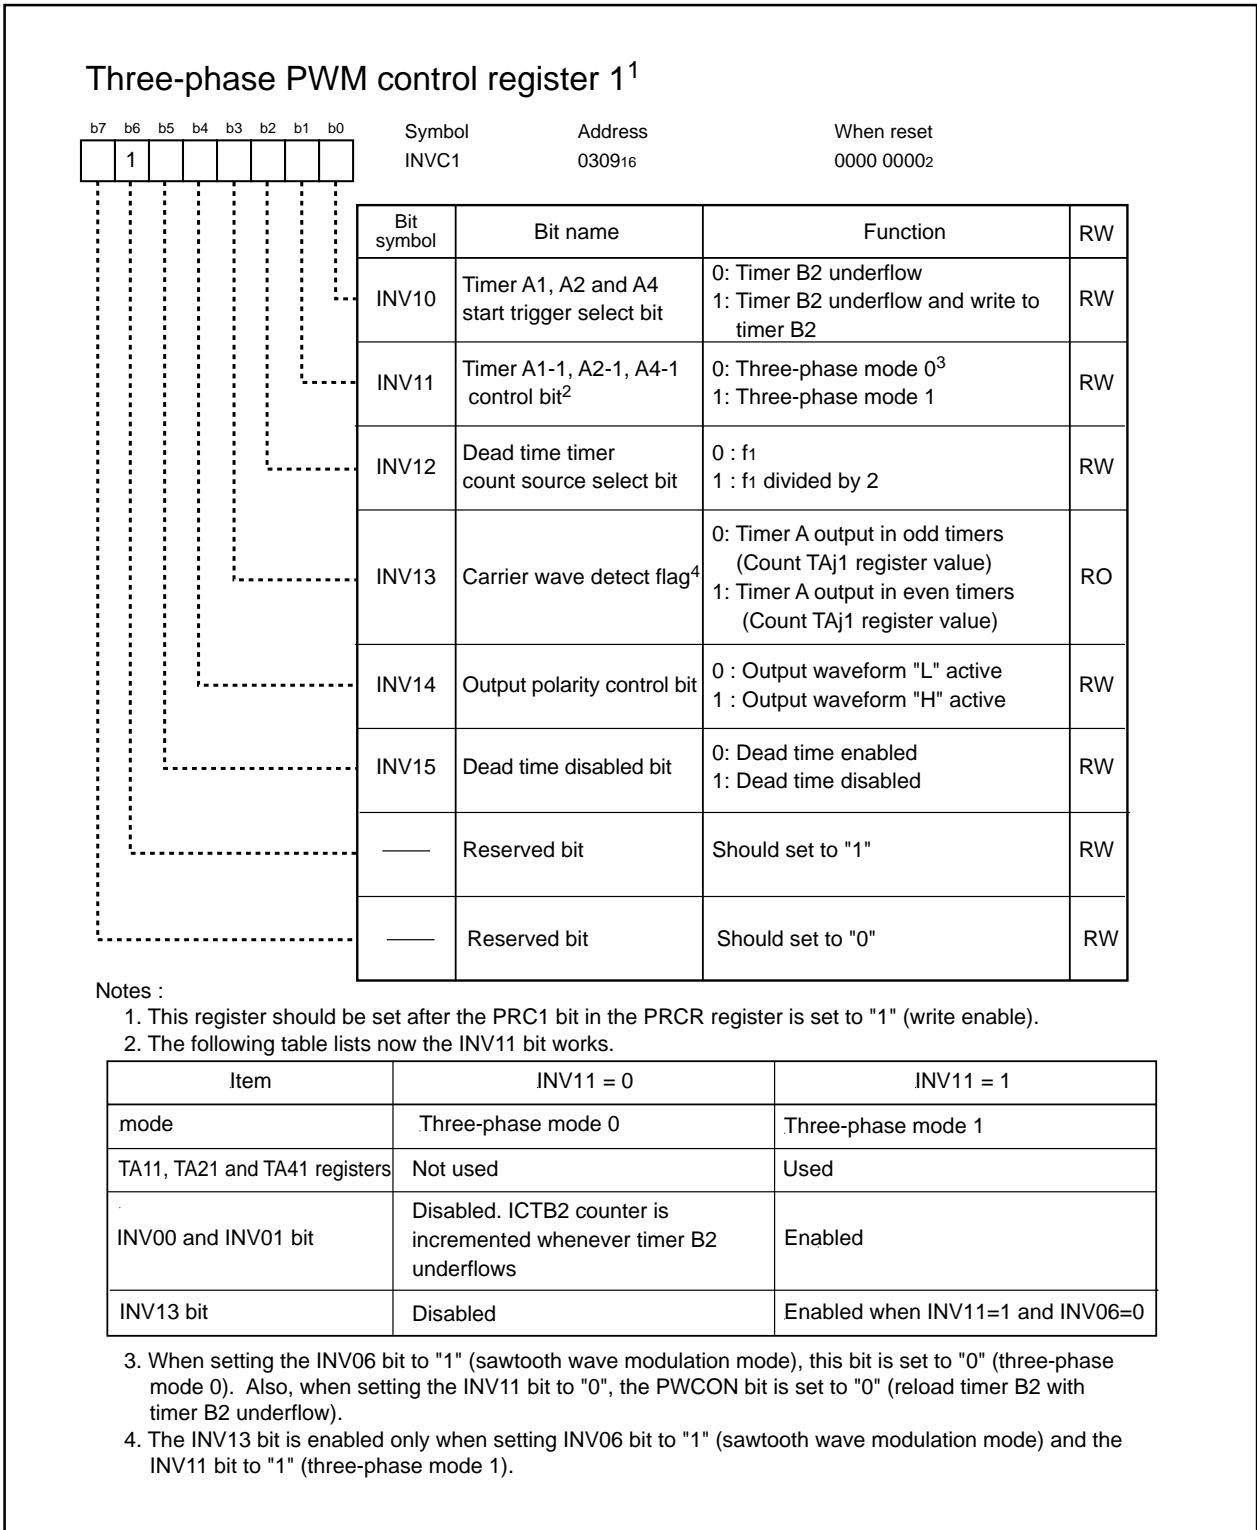 Three-phase PWM control register 1¹
b7 b6 b5 b4 b3 b2 b1 b0
Symbol Address When reset
1
INVC1 030916 0000 00002
Bit symbol Bit name Function RW
INV10 Timer A1, A2 and A4 start trigger select bit 0: Timer B2 underflow
1: Timer B2 underflow and write to timer B2 RW
INV11 Timer A1-1, A2-1, A4-1 control bit² 0: Three-phase mode 0³
1: Three-phase mode 1 RW
INV12 Dead time timer count source select bit 0 : f1
1 : f1 divided by 2 RW
INV13 Carrier wave detect flag⁴ 0: Timer A output in odd timers
(Count TAj1 register value)
1: Timer A output in even timers
(Count TAj1 register value) RO
INV14 Output polarity control bit 0 : Output waveform "L" active
1 : Output waveform "H" active RW
INV15 Dead time disabled bit 0: Dead time enabled
1: Dead time disabled RW
Reserved bit Should set to "1" RW
Reserved bit Should set to "0" RW
Notes :
1. This register should be set after the PRC1 bit in the PRCR register is set to "1" (write enable).
2. The following table lists now the INV11 bit works.
Item INV11 = 0 INV11 = 1
mode Three-phase mode 0 Three-phase mode 1
TA11, TA21 and TA41 registers Not used Used
INV00 and INV01 bit Disabled. ICTB2 counter is incremented whenever timer B2 underflows Enabled
INV13 bit Disabled Enabled when INV11=1 and INV06=0
3. When setting the INV06 bit to "1" (sawtooth wave modulation mode), this bit is set to "0" (three-phase
mode 0). Also, when setting the INV11 bit to "0", the PWCON bit is set to "0" (reload timer B2 with
timer B2 underflow).
4. The INV13 bit is enabled only when setting INV06 bit to "1" (sawtooth wave modulation mode) and the
INV11 bit to "1" (three-phase mode 1).